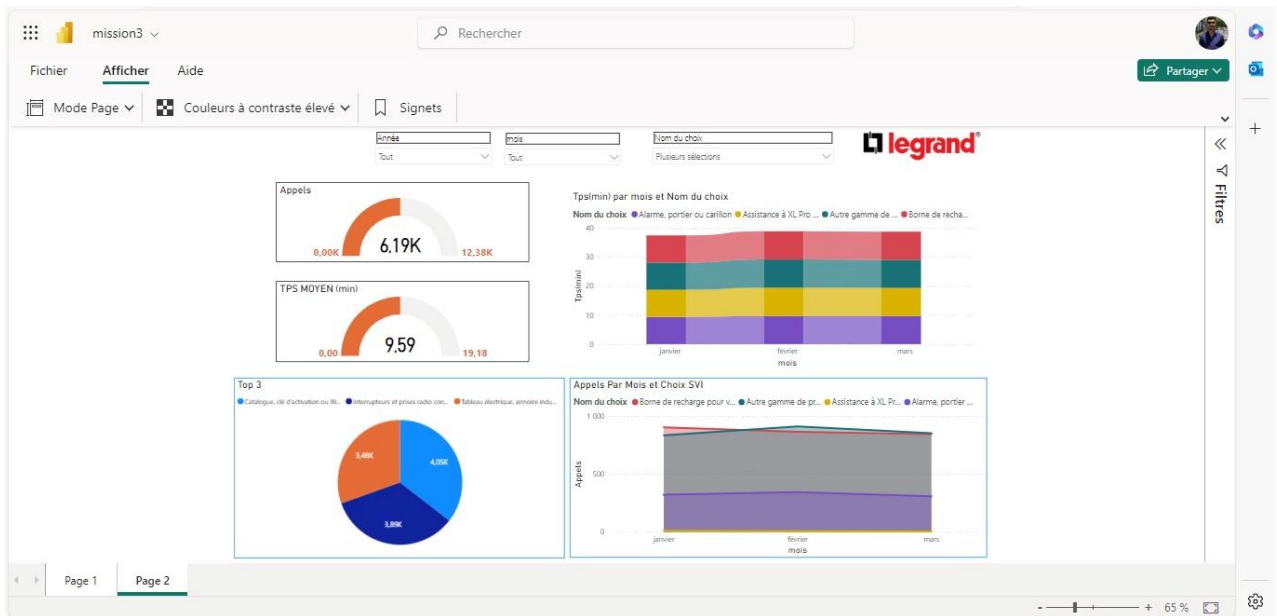 mission3
Rechercher
Fichier Afficher Aide
Partager
Mode Page Couleurs à contraste élevé Signets
Année mois Nom du choix
Tout Tout Plusieurs sélections
legrand®
Filtres
Appels
6,19K
0,00K 12,38K
TPS MOYEN (min)
9,59
0,00 19,18
Tps(min) par mois et Nom du choix
Nom du choix Alarme, portier ou carillon Assistance à XL Pro ... Autre gamme de ... Borne de recha...
40
30
20
10
0
Tps(min)
janvier février mars
mois
Top 3
Catalogue, clé d'activation ou Ill... Interrupteurs et prises radio con... Tableau électrique, armoire indu...
3,48K 4,05K
3,89K
Appels Par Mois et Choix SVI
Nom du choix Borne de recharge pour v... Autre gamme de pr... Assistance à XL Pr... Alarme, portier ...
1 000
500
0
Appels
janvier février mars
mois
Page 1 Page 2
- + 65 %